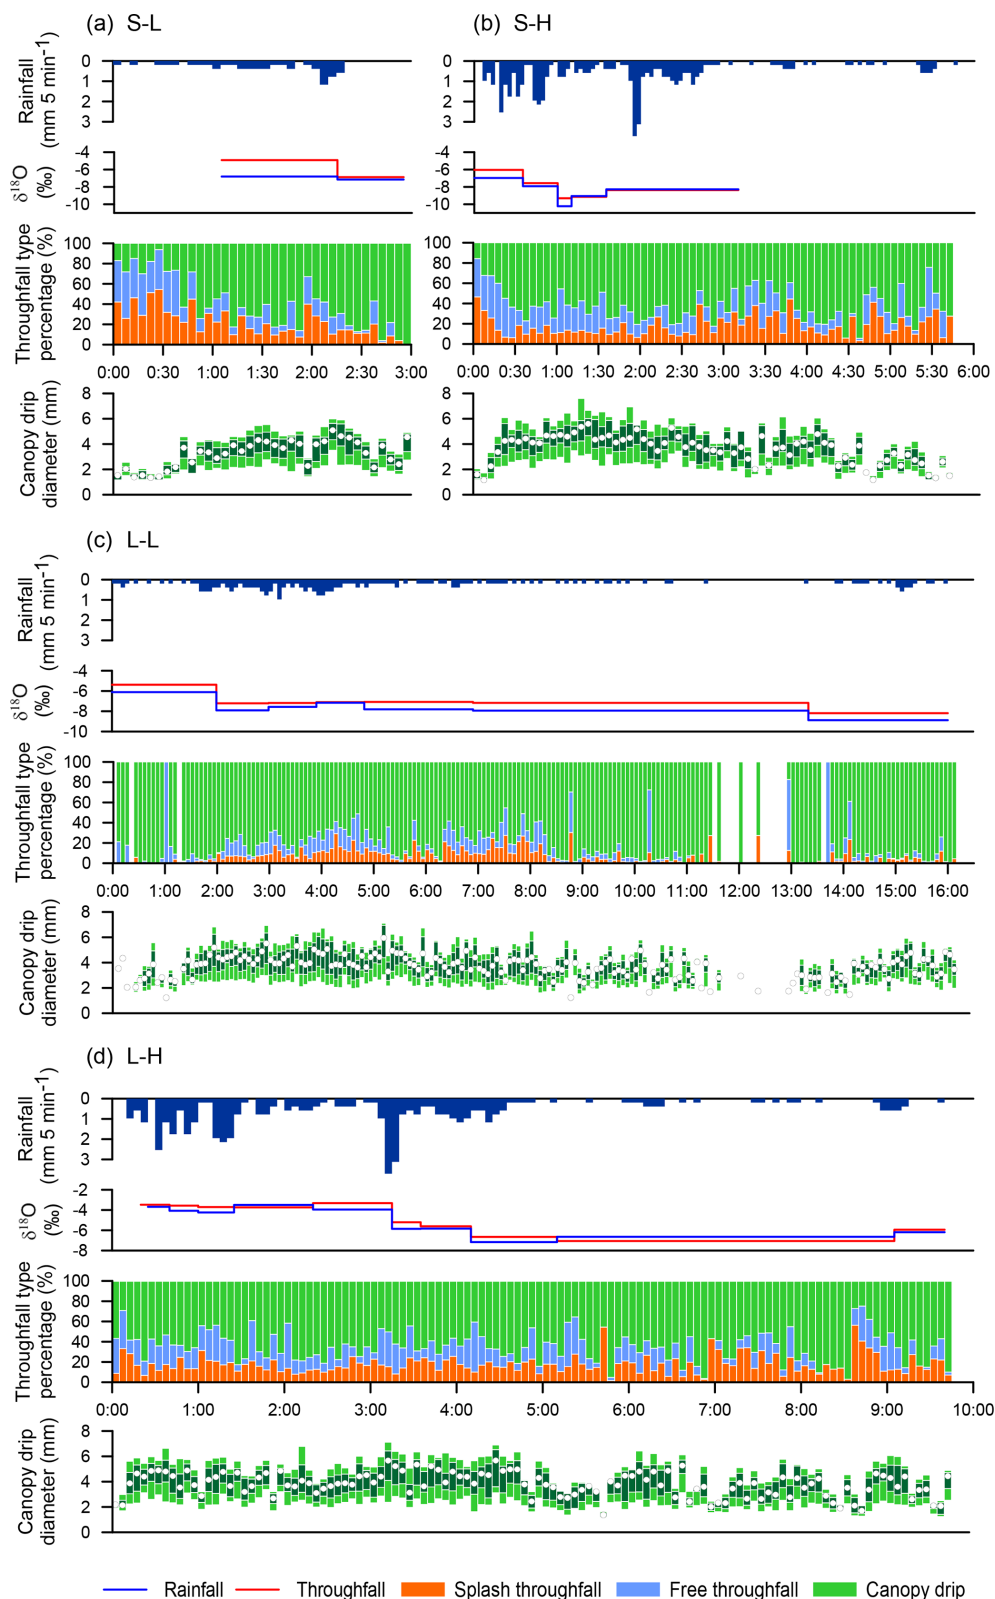 (a) S-L
(b) S-H
Rainfall
(mm 5 min-1)
0
1
2
3
0
1
2
3
δ18O
(‰)
-4
-6
-8
-10
-4
-6
-8
-10
Throughfall type
percentage (%)
100
80
60
40
20
0
100
80
60
40
20
0
0:00 0:30 1:00 1:30 2:00 2:30 3:00
0:00 0:30 1:00 1:30 2:00 2:30 3:00 3:30 4:00 4:30 5:00 5:30 6:00
Canopy drip
diameter (mm)
8
6
4
2
0
8
6
4
2
0
(c) L-L
Rainfall
(mm 5 min-1)
0
1
2
3
δ18O
(‰)
-4
-6
-8
-10
Throughfall type
percentage (%)
100
80
60
40
20
0
0:00 1:00 2:00 3:00 4:00 5:00 6:00 7:00 8:00 9:00 10:00 11:00 12:00 13:00 14:00 15:00 16:00
Canopy drip
diameter (mm)
8
6
4
2
0
(d) L-H
Rainfall
(mm 5 min-1)
0
1
2
3
δ18O
(‰)
-2
-4
-6
-8
Throughfall type
percentage (%)
100
80
60
40
20
0
0:00 1:00 2:00 3:00 4:00 5:00 6:00 7:00 8:00 9:00 10:00
Canopy drip
diameter (mm)
8
6
4
2
0
Rainfall Throughfall Splash throughfall Free throughfall Canopy drip